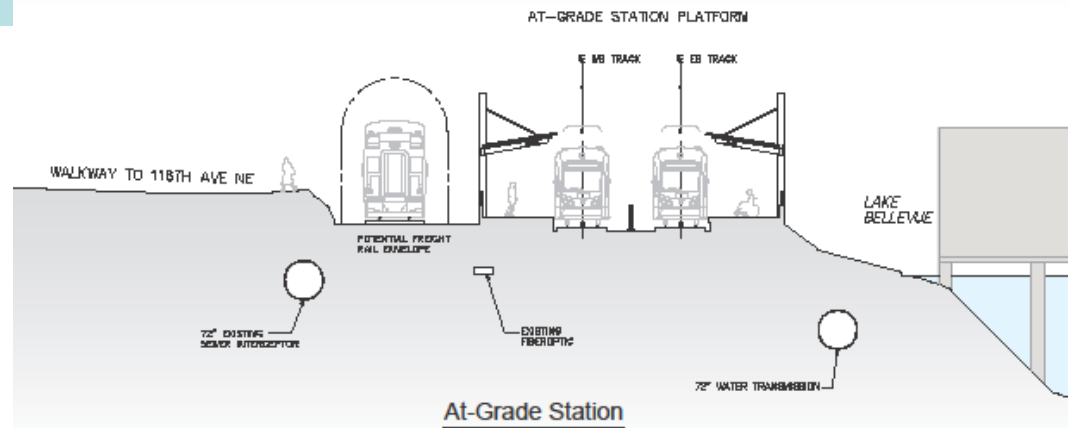 AT-GRADE STATION PLATFORM
WB TRACK
EB TRACK
WALKWAY TO 116TH AVE NE
LAKE
BELLEVUE
POTENTIAL FREIGHT
RAIL ENVELOPE
72" EXISTING
SEWER INTERCEPTOR
EXISTING
FIBEROPTIC
72" WATER TRANSMISSION
At-Grade Station